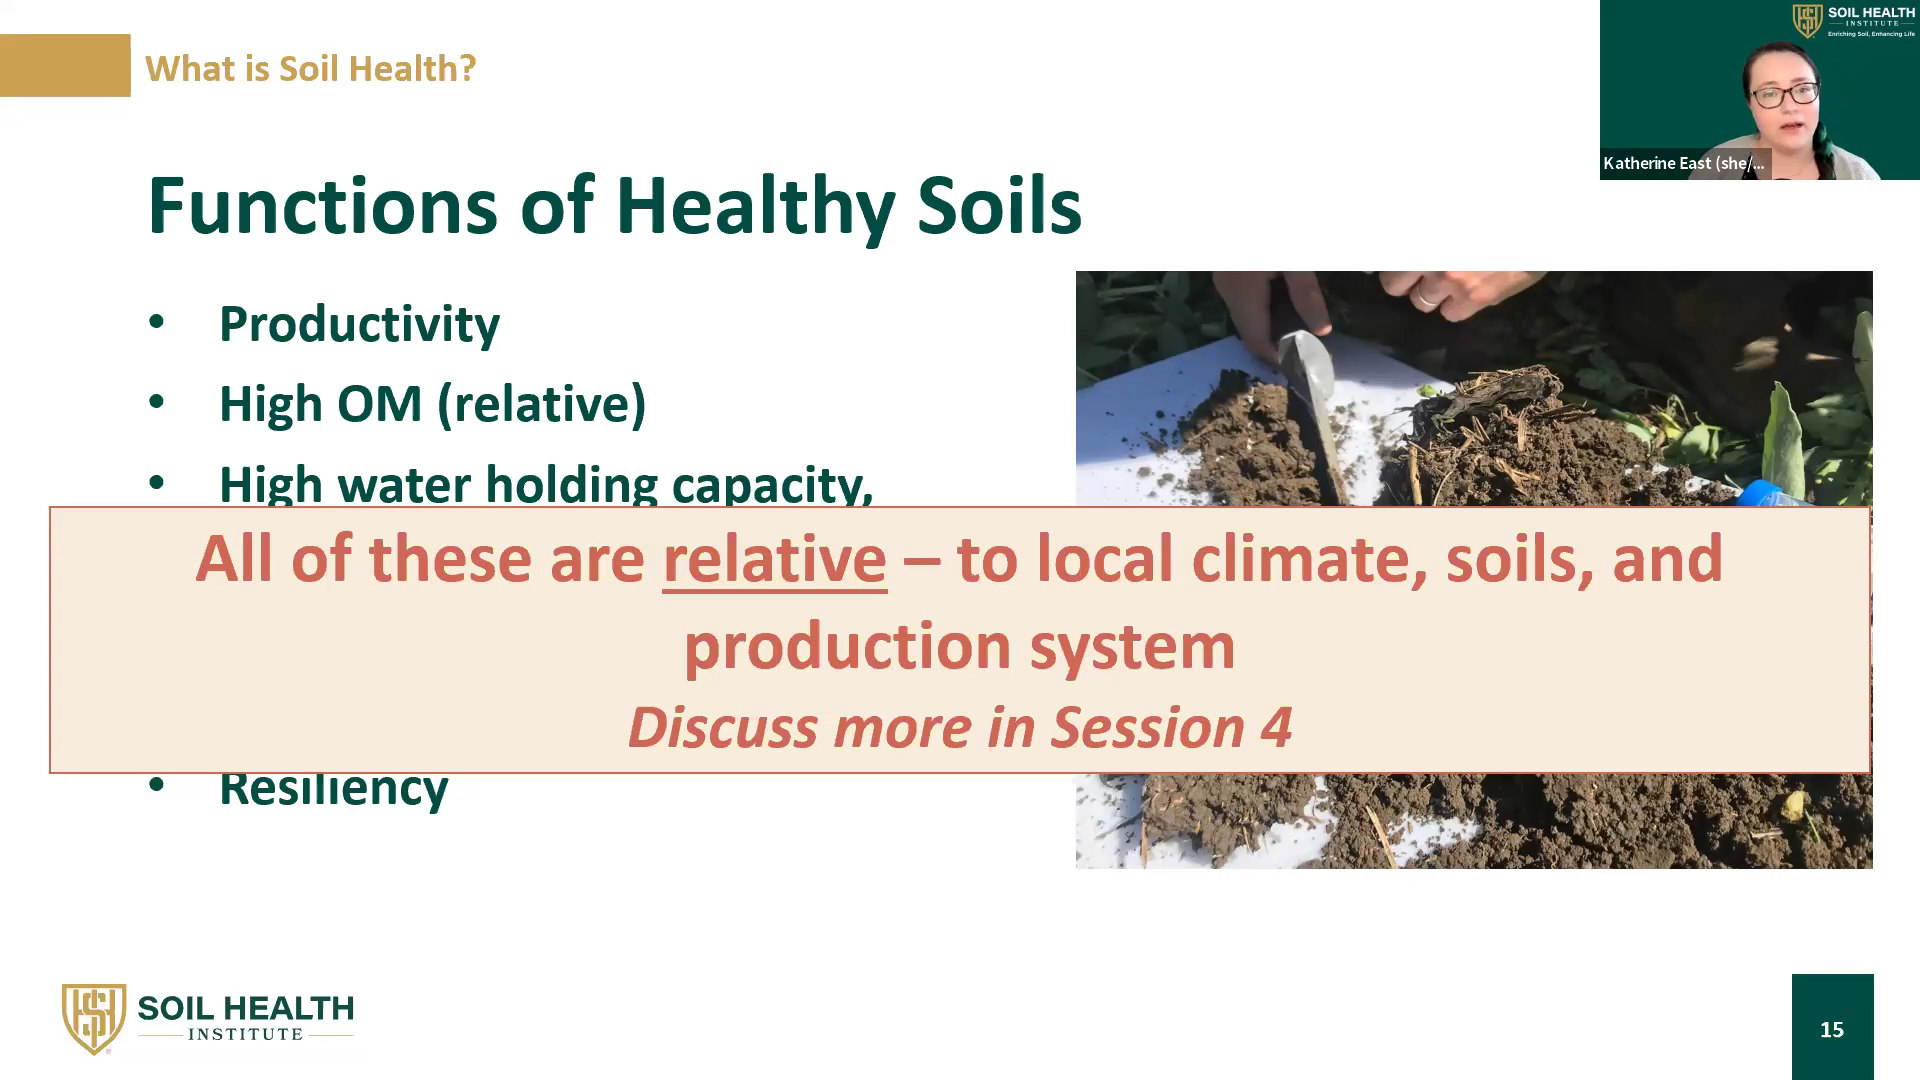 What is Soil Health?
SOIL HEALTH
INSTITUTE
Enriching Soil, Enhancing Life
Katherine East (she/...
Functions of Healthy Soils
• Productivity
• High OM (relative)
• High water holding capacity,
All of these are relative – to local climate, soils, and
production system
Discuss more in Session 4
• Resiliency
SOIL HEALTH
INSTITUTE
15